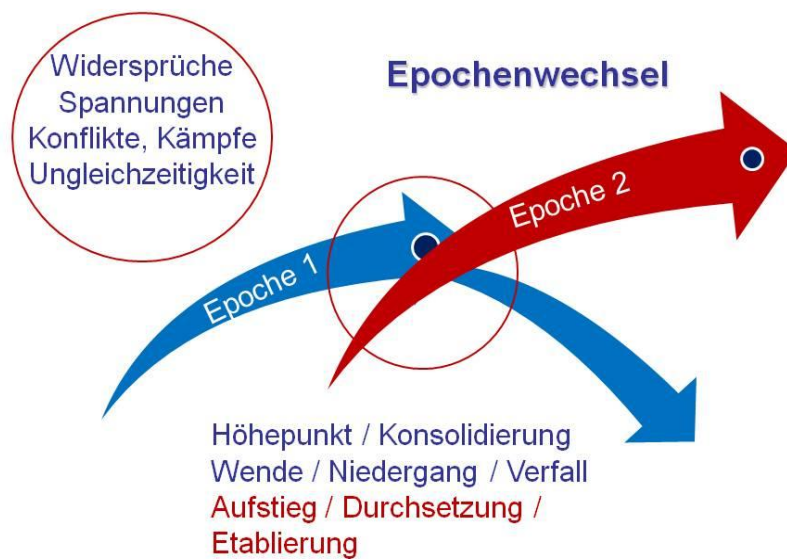 Widersprüche
Spannungen
Konflikte, Kämpfe
Ungleichzeitigkeit
Epochenwechsel
Epoche 1
Epoche 2
Höhepunkt / Konsolidierung
Wende / Niedergang / Verfall
Aufstieg / Durchsetzung /
Etablierung